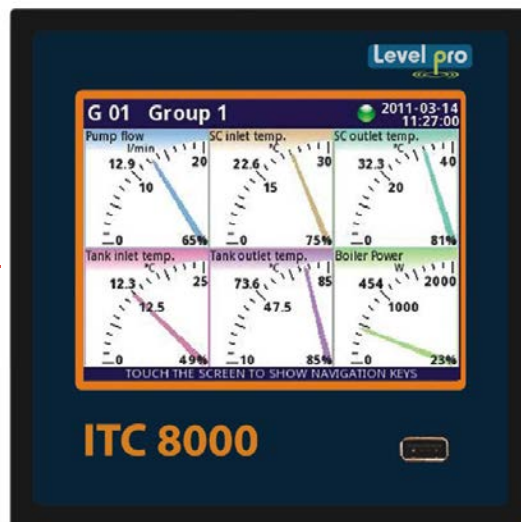 Level pro
G 01 Group 1
2011-03-14
11:27:00
Pump flow
l/min
12.9
20
10
0
65%
SC inlet temp.
°C
22.6
30
15
0
75%
SC outlet temp.
°C
32.3
40
20
0
81%
Tank inlet temp.
°C
12.3
25
12.5
0
49%
Tank outlet temp.
°C
73.6
85
47.5
10
85%
Boiler Power
W
454
2000
1000
0
23%
TOUCH THE SCREEN TO SHOW NAVIGATION KEYS
ITC 8000